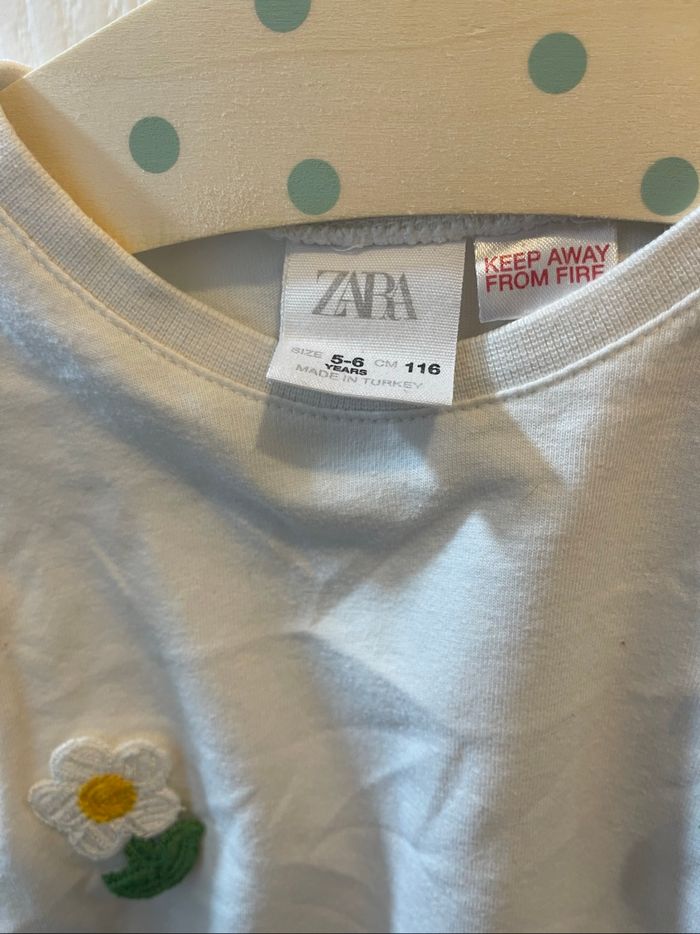 ZARA
SIZE 5-6 YEARS CM 116
MADE IN TURKEY
KEEP AWAY
FROM FIRE